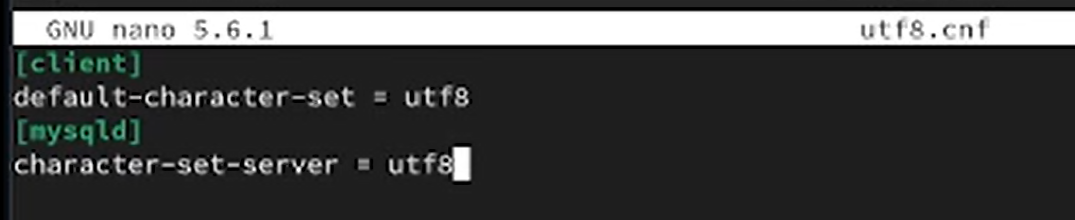 GNU nano 5.6.1 utf8.cnf
[client]
default-character-set = utf8
[mysqld]
character-set-server = utf8